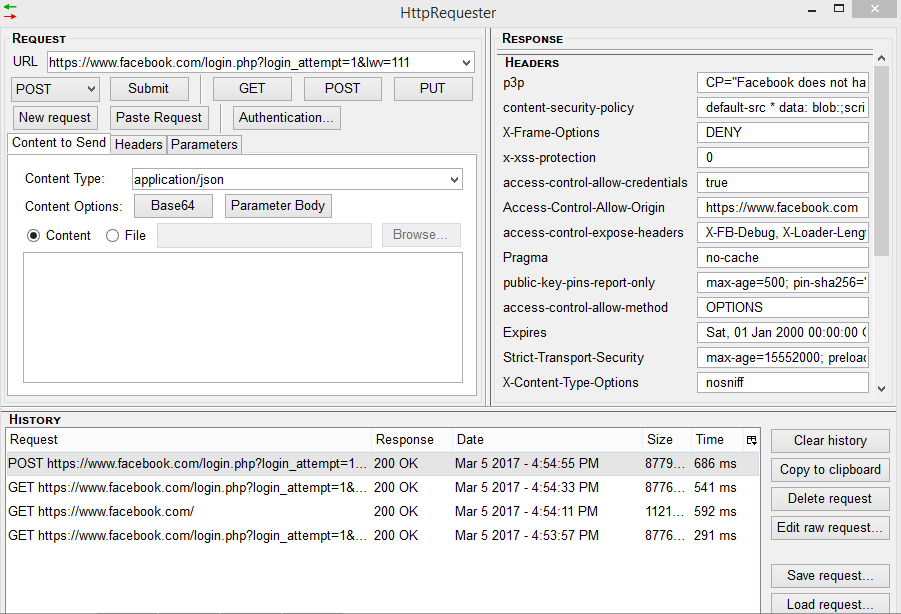 HttpRequester
REQUEST
URL https://www.facebook.com/login.php?login_attempt=1&lwv=111
POST Submit GET POST PUT
New request Paste Request Authentication...
Content to Send Headers Parameters
Content Type: application/json
Content Options: Base64 Parameter Body
Content File Browse...
RESPONSE
HEADERS
p3p CP="Facebook does not ha
content-security-policy default-src * data: blob:;scri
X-Frame-Options DENY
x-xss-protection 0
access-control-allow-credentials true
Access-Control-Allow-Origin https://www.facebook.com
access-control-expose-headers X-FB-Debug, X-Loader-Leng
Pragma no-cache
public-key-pins-report-only max-age=500; pin-sha256="
access-control-allow-method OPTIONS
Expires Sat, 01 Jan 2000 00:00:00
Strict-Transport-Security max-age=15552000; preloa
X-Content-Type-Options nosniff
HISTORY
Request Response Date Size Time
POST https://www.facebook.com/login.php?login_attempt=1... 200 OK Mar 5 2017 - 4:54:55 PM 8779... 686 ms
GET https://www.facebook.com/login.php?login_attempt=1&... 200 OK Mar 5 2017 - 4:54:33 PM 8776... 541 ms
GET https://www.facebook.com/ 200 OK Mar 5 2017 - 4:54:11 PM 1121... 592 ms
GET https://www.facebook.com/login.php?login_attempt=1&... 200 OK Mar 5 2017 - 4:53:57 PM 8776... 291 ms
Clear history
Copy to clipboard
Delete request
Edit raw request...
Save request...
Load request...